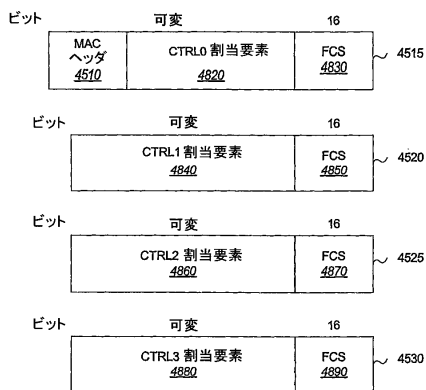 ビット 可変 16
MAC ヘッダ 4510 CTRL0 割当要素 4820 FCS 4830 4515
ビット 可変 16
CTRL1 割当要素 4840 FCS 4850 4520
ビット 可変 16
CTRL2 割当要素 4860 FCS 4870 4525
ビット 可変 16
CTRL3 割当要素 4880 FCS 4890 4530